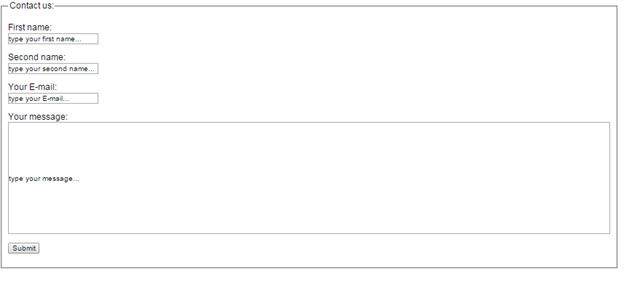 Contact us:
First name:
type your first name...
Second name:
type your second name...
Your E-mail:
type your E-mail...
Your message:
type your message...
Submit